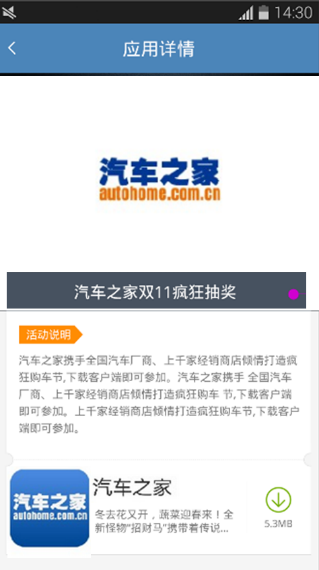 14:30
应用详情
汽车之家
autohome.com.cn
汽车之家双11疯狂抽奖
活动说明
汽车之家携手全国汽车厂商、上千家经销商店倾情打造疯
狂购车节,下载客户端即可参加。汽车之家携手 全国汽车
厂商、上千家经销商店倾情打造疯狂购车 节,下载客户端
即可参加。上千家经销商店倾情打造疯狂购车节,下载客户
端即可参加。
汽车之家
autohome.com.cn
汽车之家
冬去花又开，蔬菜迎春来！全
新怪物“招财马”携带着传说...
5.3MB